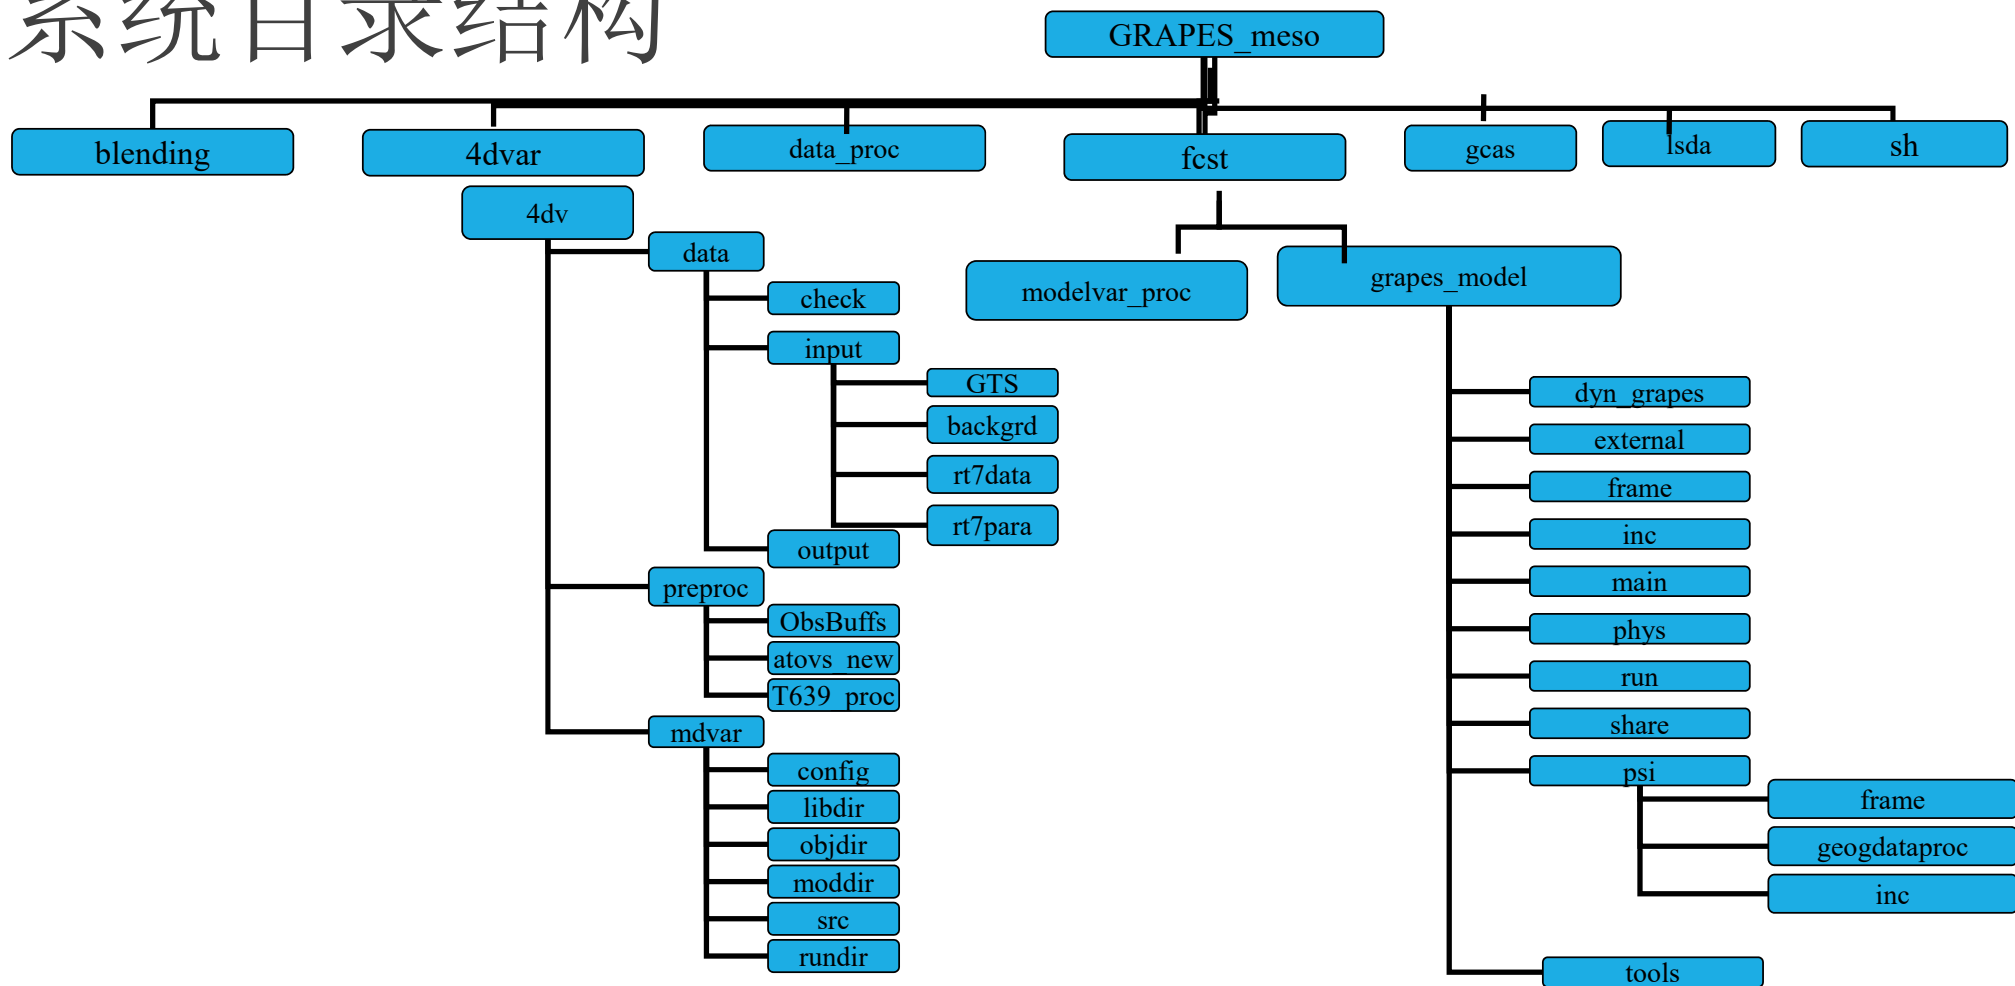 系统目录结构
GRAPES_meso
blending
4dvar
data_proc
fcst
gcas
lsda
sh
4dv
data
check
input
GTS
backgrd
rt7data
rt7para
output
preproc
ObsBuffs
atovs_new
T639_proc
mdvar
config
libdir
objdir
moddir
src
rundir
modelvar_proc
grapes_model
dyn_grapes
external
frame
inc
main
phys
run
share
psi
frame
geogdataproc
inc
tools